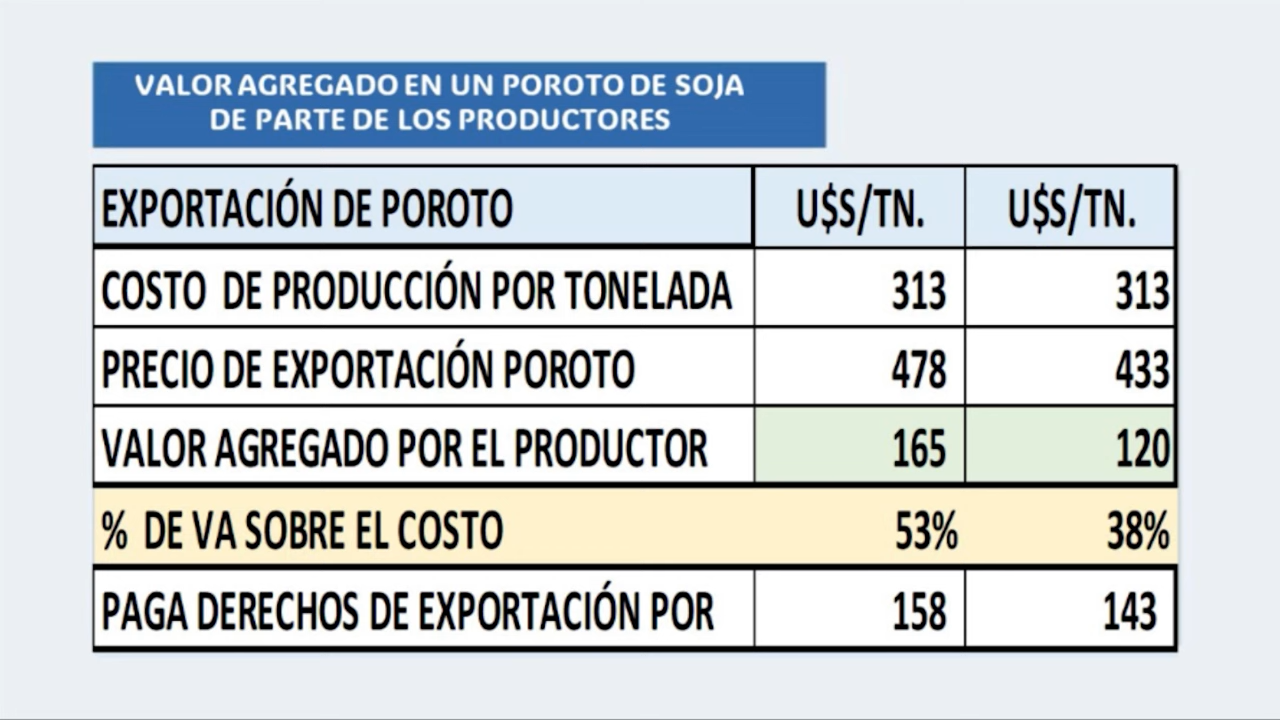 VALOR AGREGADO EN UN POROTO DE SOJA
DE PARTE DE LOS PRODUCTORES
EXPORTACIÓN DE POROTO U$S/TN. U$S/TN.
COSTO DE PRODUCCIÓN POR TONELADA 313 313
PRECIO DE EXPORTACIÓN POROTO 478 433
VALOR AGREGADO POR EL PRODUCTOR 165 120
% DE VA SOBRE EL COSTO 53% 38%
PAGA DERECHOS DE EXPORTACIÓN POR 158 143